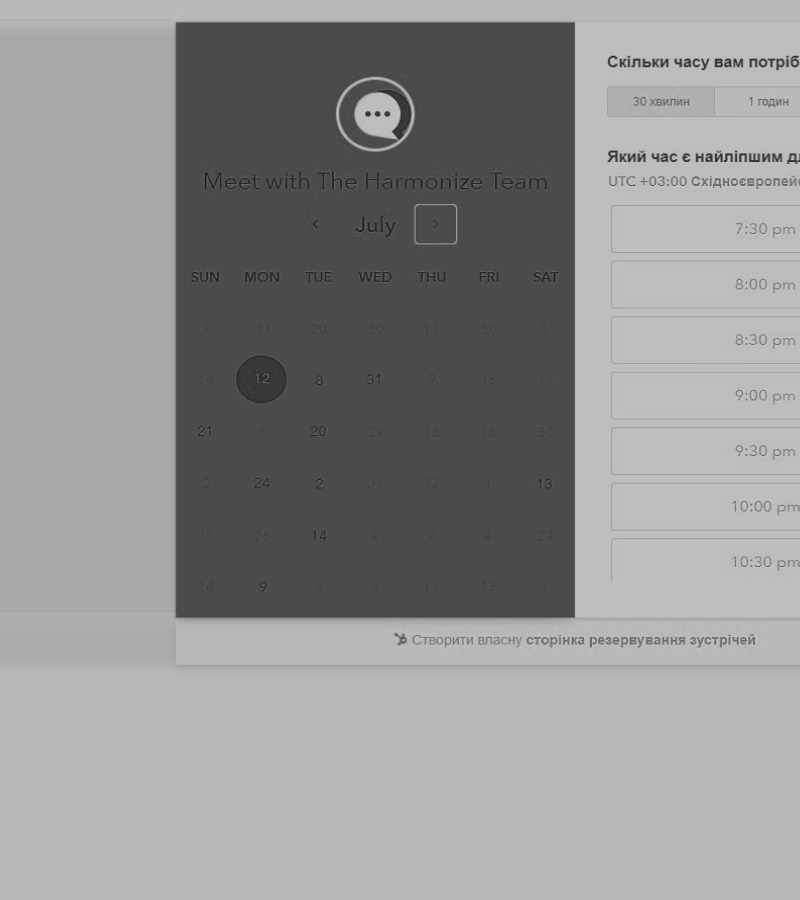 Meet with The Harmonize Team
July
SUN MON TUE WED THU FRI SAT
1 31 20 30 11 30 5
14 12 8 31 9 16 17
21 6 20 29 18 18 30
2 24 2 21 13 1 13
16 26 14 4 2 4 24
14 9 8 8 11 13 1
Скільки часу вам
30 хвилин 1 годин
Який час є найліпшим
UTC +03:00
7:30 pm
8:00 pm
8:30 pm
9:00 pm
9:30 pm
10:00 pm
10:30 pm
Створити власну сторінка резервування зустрічей